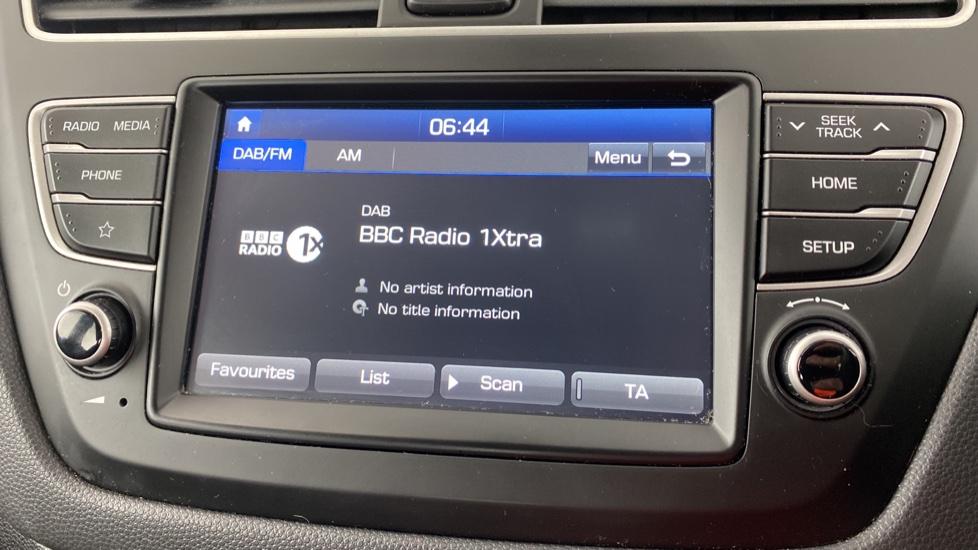 RADIO MEDIA
PHONE
06:44
DAB/FM
AM
Menu
BBC
RADIO 1X
DAB
BBC Radio 1Xtra
No artist information
No title information
Favourites
List
Scan
TA
SEEK
TRACK
HOME
SETUP